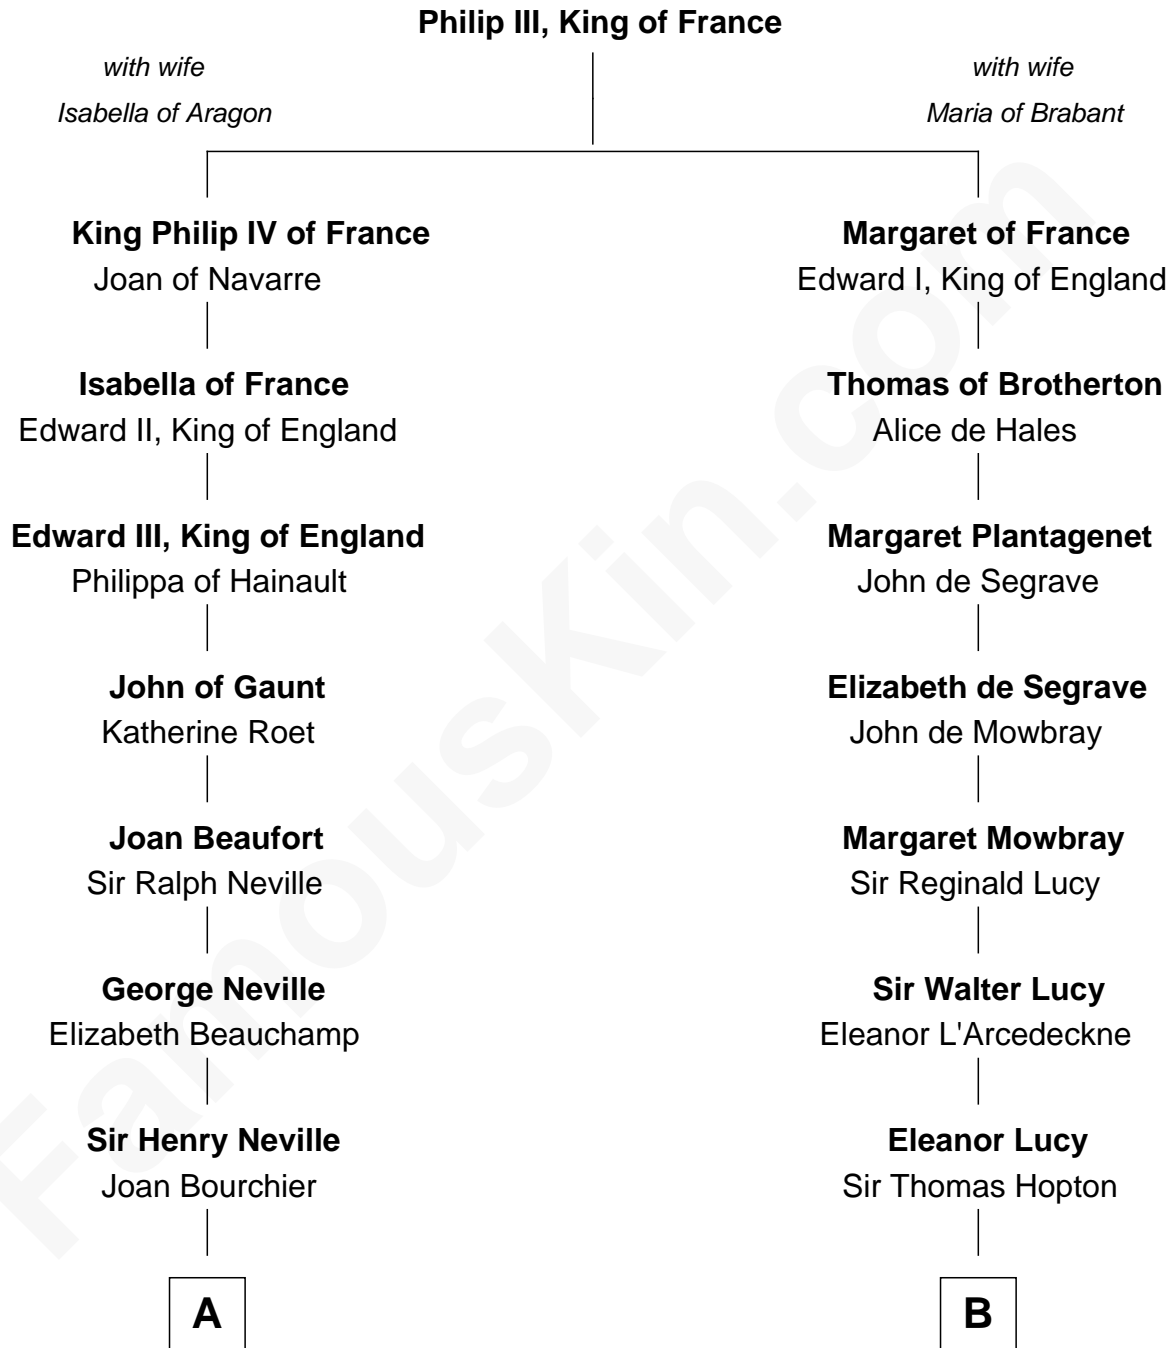 Philip III, King of France
with wife
Isabella of Aragon
with wife
Maria of Brabant
King Philip IV of France
Joan of Navarre
Margaret of France
Edward I, King of England
Isabella of France
Edward II, King of England
Thomas of Brotherton
Alice de Hales
Edward III, King of England
Philippa of Hainault
Margaret Plantagenet
John de Segrave
John of Gaunt
Katherine Roet
Elizabeth de Segrave
John de Mowbray
Joan Beaufort
Sir Ralph Neville
Margaret Mowbray
Sir Reginald Lucy
George Neville
Elizabeth Beauchamp
Sir Walter Lucy
Eleanor L'Arcedeckne
Sir Henry Neville
Joan Bourchier
Eleanor Lucy
Sir Thomas Hopton
A
B
FamousKin.com